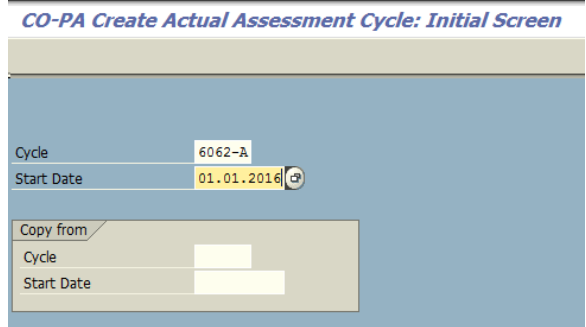 CO-PA Create Actual Assessment Cycle: Initial Screen
Cycle 6062-A
Start Date 01.01.2016
Copy from
Cycle
Start Date